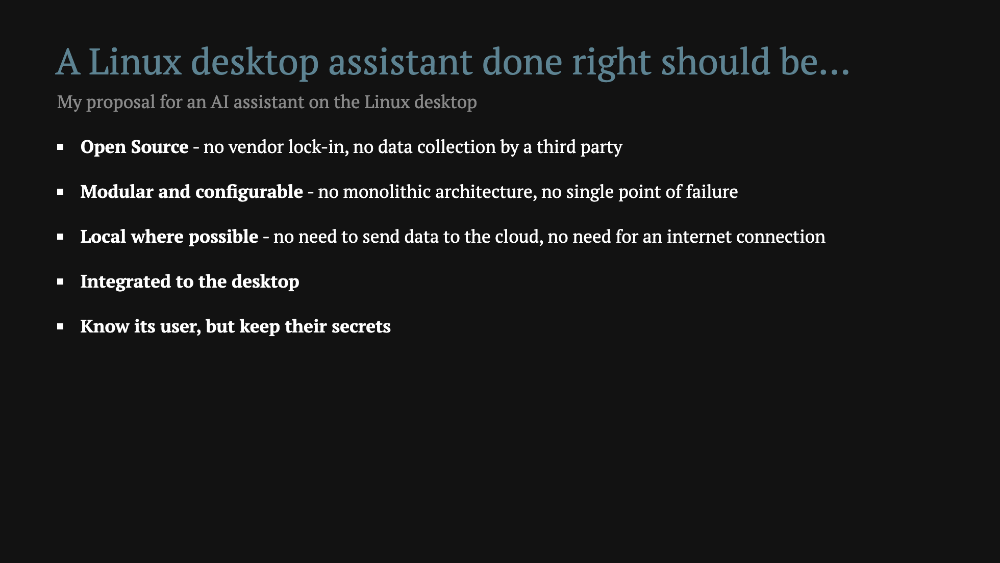 A Linux desktop assistant done right should be...
My proposal for an AI assistant on the Linux desktop
▪ Open Source - no vendor lock-in, no data collection by a third party
▪ Modular and configurable - no monolithic architecture, no single point of failure
▪ Local where possible - no need to send data to the cloud, no need for an internet connection
▪ Integrated to the desktop
▪ Know its user, but keep their secrets